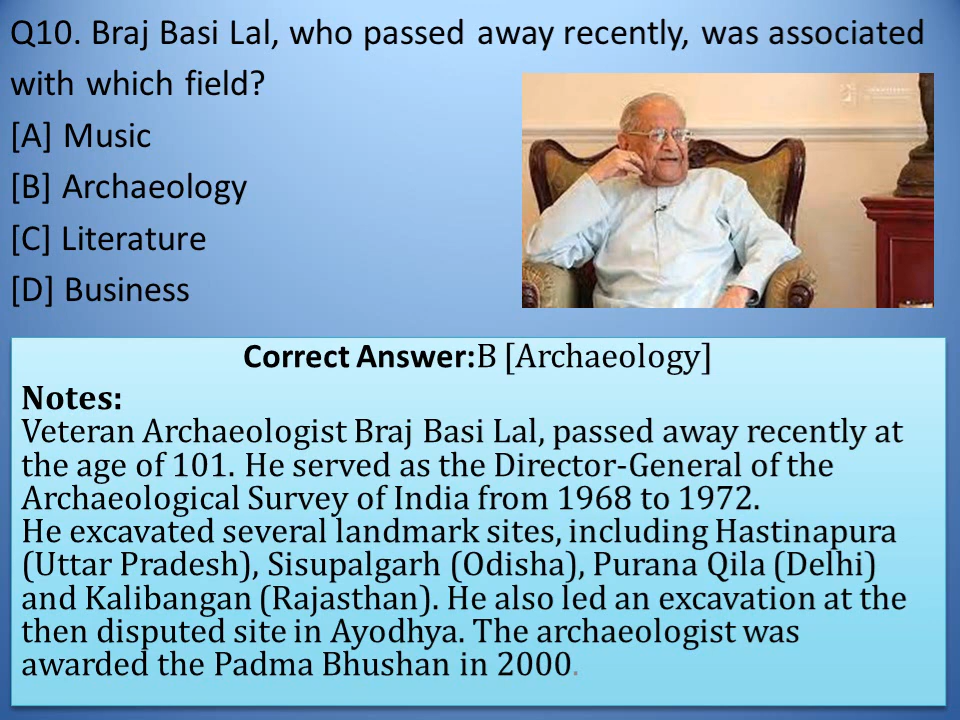 Q10. Braj Basi Lal, who passed away recently, was associated
with which field?
[A] Music
[B] Archaeology
[C] Literature
[D] Business
Correct Answer:B [Archaeology]
Notes:
Veteran Archaeologist Braj Basi Lal, passed away recently at
the age of 101. He served as the Director-General of the
Archaeological Survey of India from 1968 to 1972.
He excavated several landmark sites, including Hastinapura
(Uttar Pradesh), Sisupalgarh (Odisha), Purana Qila (Delhi)
and Kalibangan (Rajasthan). He also led an excavation at the
then disputed site in Ayodhya. The archaeologist was
awarded the Padma Bhushan in 2000.